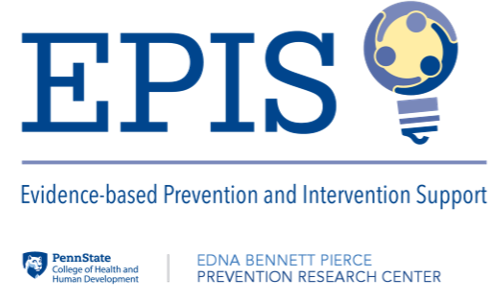 EPIS
Evidence-based Prevention and Intervention Support
PennState
College of Health and
Human Development
EDNA BENNETT PIERCE
PREVENTION RESEARCH CENTER